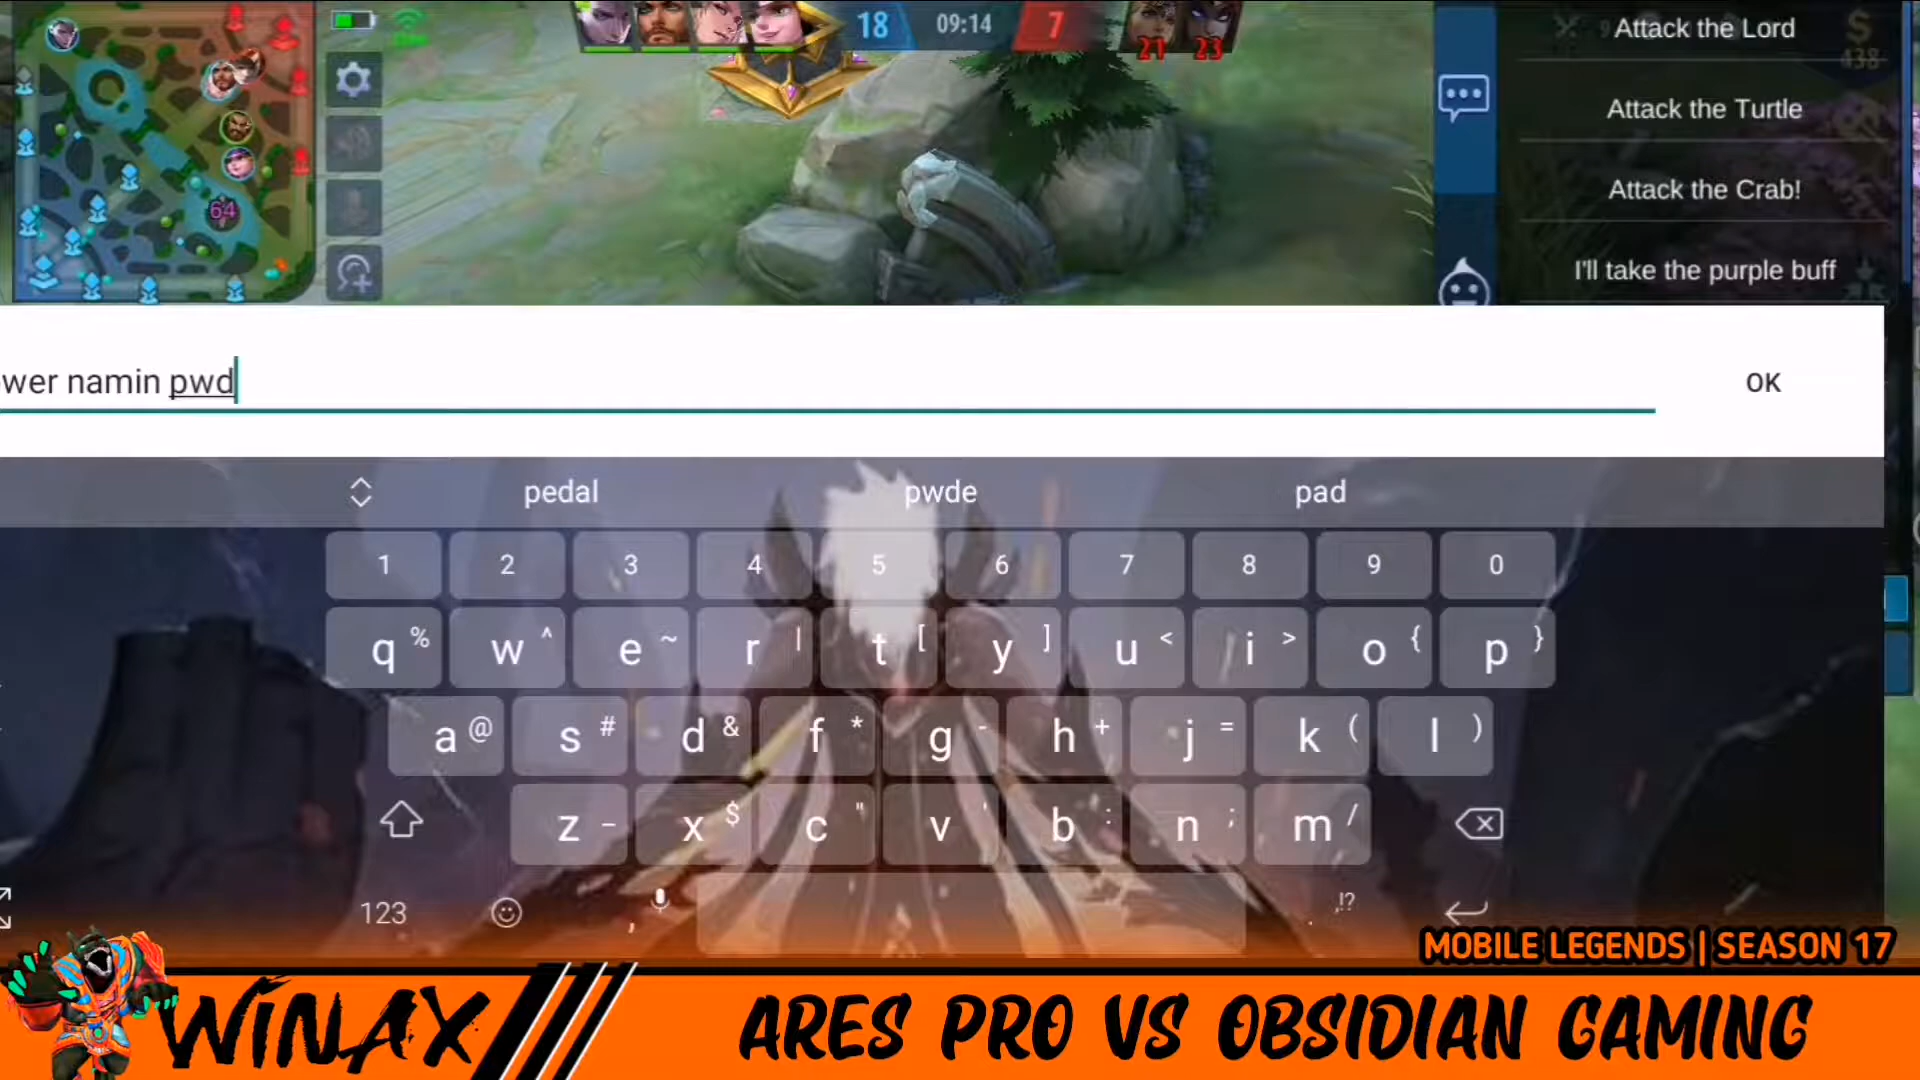 18 09:14 7
21 23
64
438
Attack the Lord
Attack the Turtle
Attack the Crab!
I'll take the purple buff
wer namin pwd
OK
pedal pwde pad
1 2 3 4 5 6 7 8 9 0
q % w ^ e ~ r | t [ y ] u < i > o { p }
a @ s # d & f * g - h + j = k ( l )
z _ x $ c " v ' b : n ; m /
123 , . ,!?
MOBILE LEGENDS | SEASON 17
WINAX
ARES PRO VS OBSIDIAN GAMING